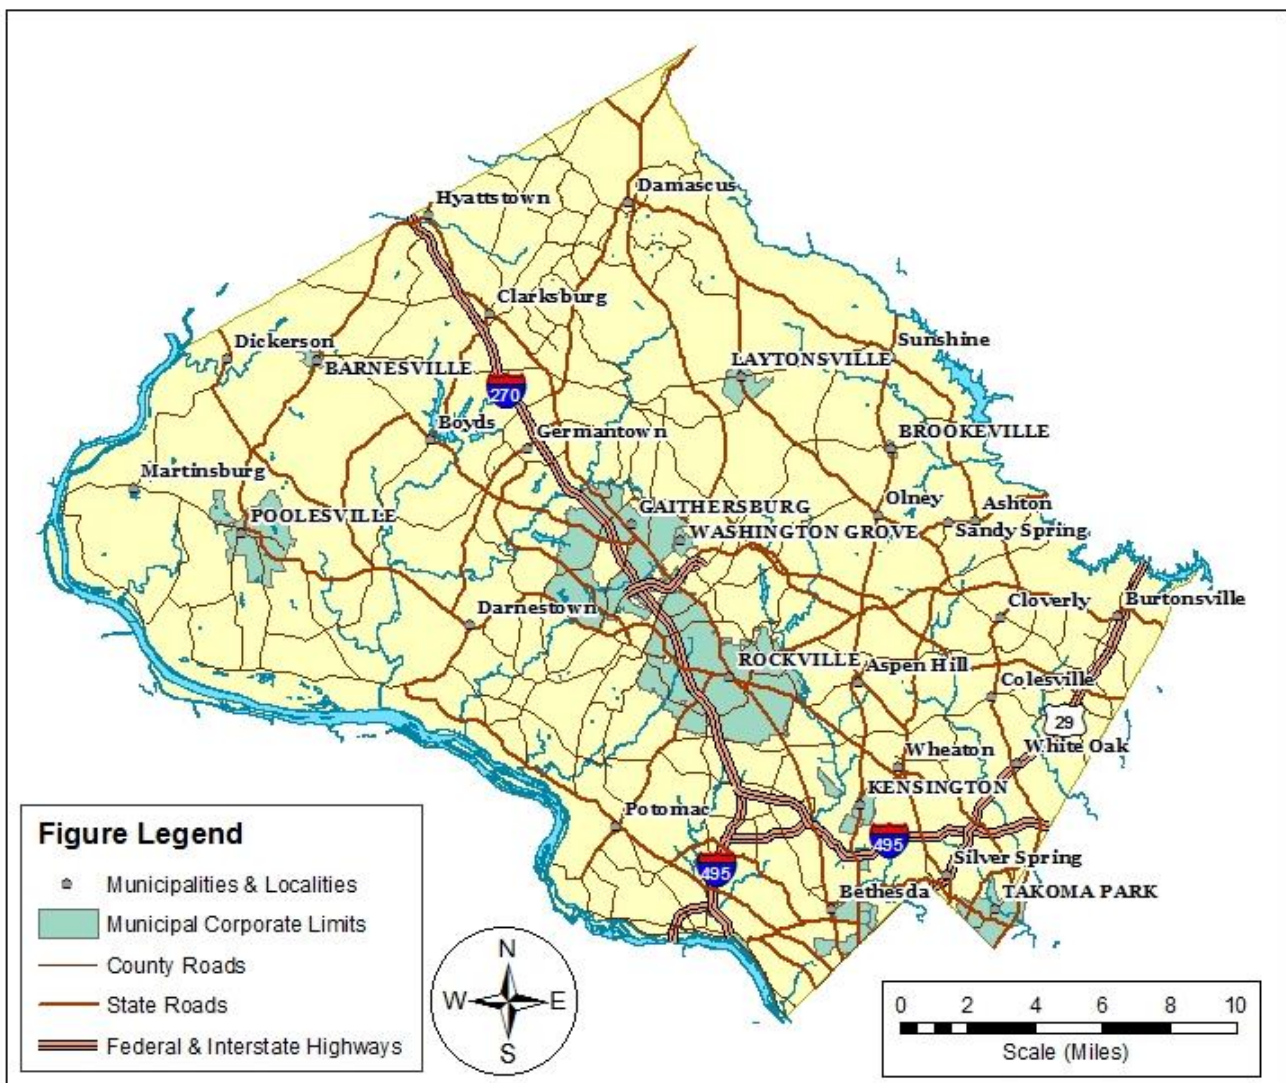 Damascus
Hyattstown
Clarksburg
Sunshine
Dickerson
LAYTONSVILLE
BARNESVILLE
270
Boyds
Germantown
BROOKEVILLE
Martinsburg
Olney
Ashton
GAITHERSBURG
POOLESVILLE
WASHINGTON GROVE
Sandy Spring
Darnestown
Cloverly
Burtonsville
ROCKVILLE
Aspen Hill
Colesville
29
Wheaton
White Oak
KENSINGTON
Potomac
495
495
Silver Spring
Bethesda
TAKOMA PARK
Figure Legend
Municipalities & Localities
Municipal Corporate Limits
County Roads
State Roads
Federal & Interstate Highways
N
W E
S
0 2 4 6 8 10
Scale (Miles)